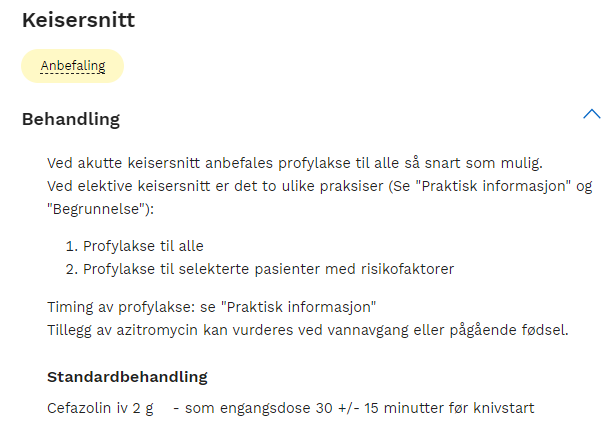 Keisersnitt
Anbefaling
Behandling
Ved akutte keisersnitt anbefales profylakse til alle så snart som mulig.
Ved elektive keisersnitt er det to ulike praksiser (Se "Praktisk informasjon" og
"Begrunnelse"):
1. Profylakse til alle
2. Profylakse til selekterte pasienter med risikofaktorer
Timing av profylakse: se "Praktisk informasjon"
Tillegg av azitromycin kan vurderes ved vannavgang eller pågående fødsel.
Standardbehandling
Cefazolin iv 2 g - som engangsdose 30 +/- 15 minutter før knivstart